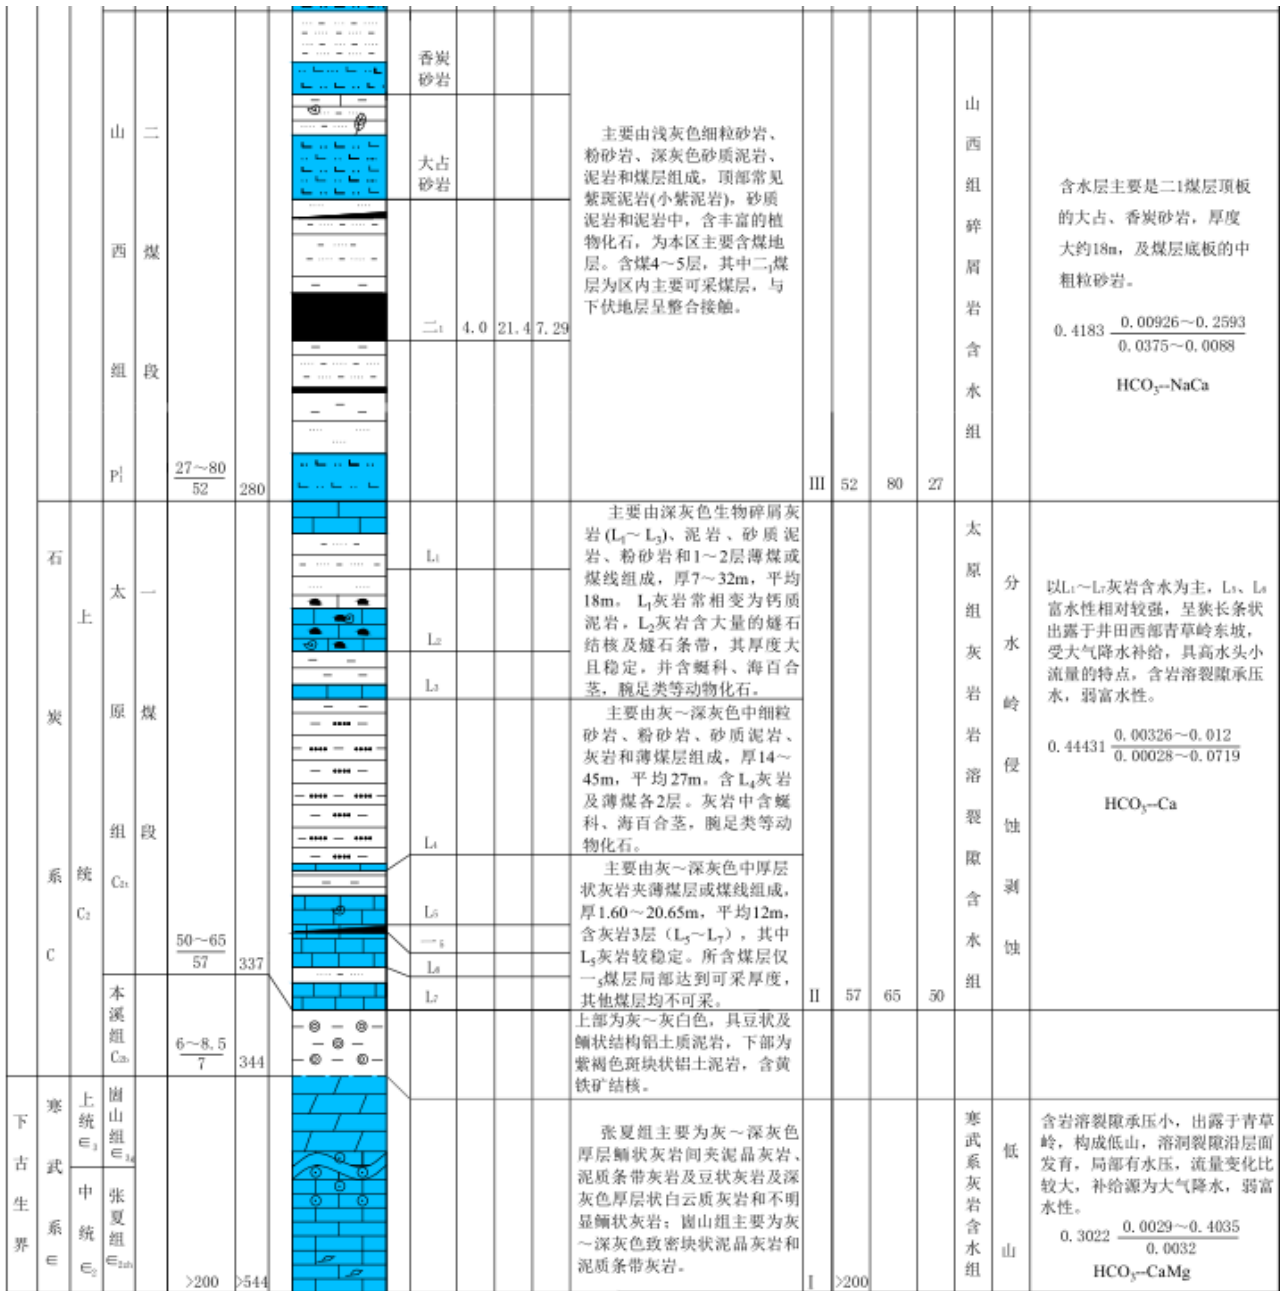 山西组
P₁¹
二煤段
27～80
52
280
香炭
砂岩
大占
砂岩
二₁ 4.0 21.4 7.29
主要由浅灰色细粒砂岩、
粉砂岩、深灰色砂质泥岩、
泥岩和煤层组成，顶部常见
紫斑泥岩(小紫泥岩)，砂质
泥岩和泥岩中，含丰富的植
物化石，为本区主要含煤地
层。含煤4～5层，其中二₁煤
层为区内主要可采煤层，与
下伏地层呈整合接触。
III 52 80 27
山西组碎屑岩含水组
含水层主要是二1煤层顶板
的大占、香炭砂岩，厚度
大约18m，及煤层底板的中
粗粒砂岩。
0.4183 0.00926～0.2593
0.0375～0.0088
HCO₃--NaCa
石炭系
C
上统
C₂
太原组
C₂ₜ
一煤段
50～65
57
337
L₁
L₂
L₃
L₄
L₅
一₅
L₆
L₇
主要由深灰色生物碎屑灰
岩(L₁～L₃)、泥岩、砂质泥
岩、粉砂岩和1～2层薄煤或
煤线组成，厚7～32m，平均
18m。L₁灰岩常相变为钙质
泥岩，L₂灰岩含大量的燧石
结核及燧石条带，其厚度大
且稳定，并含蜓科、海百合
茎，腕足类等动物化石。
主要由灰～深灰色中细粒
砂岩、粉砂岩、砂质泥岩、
灰岩和薄煤层组成，厚14～
45m，平均27m。含L₄灰岩
及薄煤各2层。灰岩中含蜓
科、海百合茎，腕足类等动
物化石。
主要由灰～深灰色中厚层
状灰岩夹薄煤层或煤线组成，
厚1.60～20.65m，平均12m，
含灰岩3层（L₅～L₇），其中
L₅灰岩较稳定。所含煤层仅
一₅煤层局部达到可采厚度，
其他煤层均不可采。
II 57 65 50
太原组灰岩岩溶裂隙含水组
分水岭侵蚀剥蚀
以L₁～L₇灰岩含水为主，L₅、L₆
富水性相对较强，呈狭长条状
出露于井田西部青草岭东坡，
受大气降水补给，具高水头小
流量的特点，含岩溶裂隙承压
水，弱富水性。
0.44431 0.00326～0.012
0.00028～0.0719
HCO₃--Ca
本溪组
C₂b
6～8.5
7
344
上部为灰～灰白色，具豆状及
鲕状结构铝土质泥岩，下部为
紫褐色斑块状铝土泥岩，含黄
铁矿结核。
下古生界
寒武系∈
上统∈₃
崮山组
∈₃g
中统∈₂
张夏组
∈₂zh
>200
>544
张夏组主要为灰～深灰色
厚层鲕状灰岩间夹泥晶灰岩、
泥质条带灰岩及豆状灰岩及深
灰色厚层状白云质灰岩和不明
显鲕状灰岩；崮山组主要为灰
～深灰色致密块状泥晶灰岩和
泥质条带灰岩。
I >200
寒武系灰岩含水组
低山
含岩溶裂隙承压小，出露于青草
岭，构成低山，溶洞裂隙沿层面
发育，局部有水压，流量变化比
较大，补给源为大气降水，弱富
水性。
0.3022 0.0029～0.4035
0.0032
HCO₃--CaMg